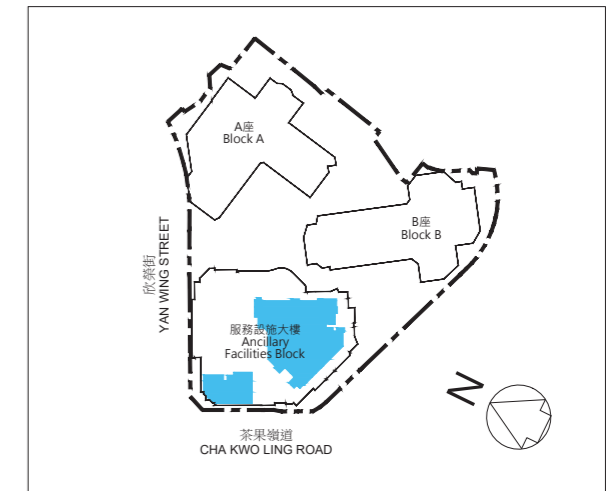 A座
Block A
B座
Block B
欣榮街
YAN WING STREET
服務設施大樓
Ancillary
Facilities Block
N
茶果嶺道
CHA KWO LING ROAD